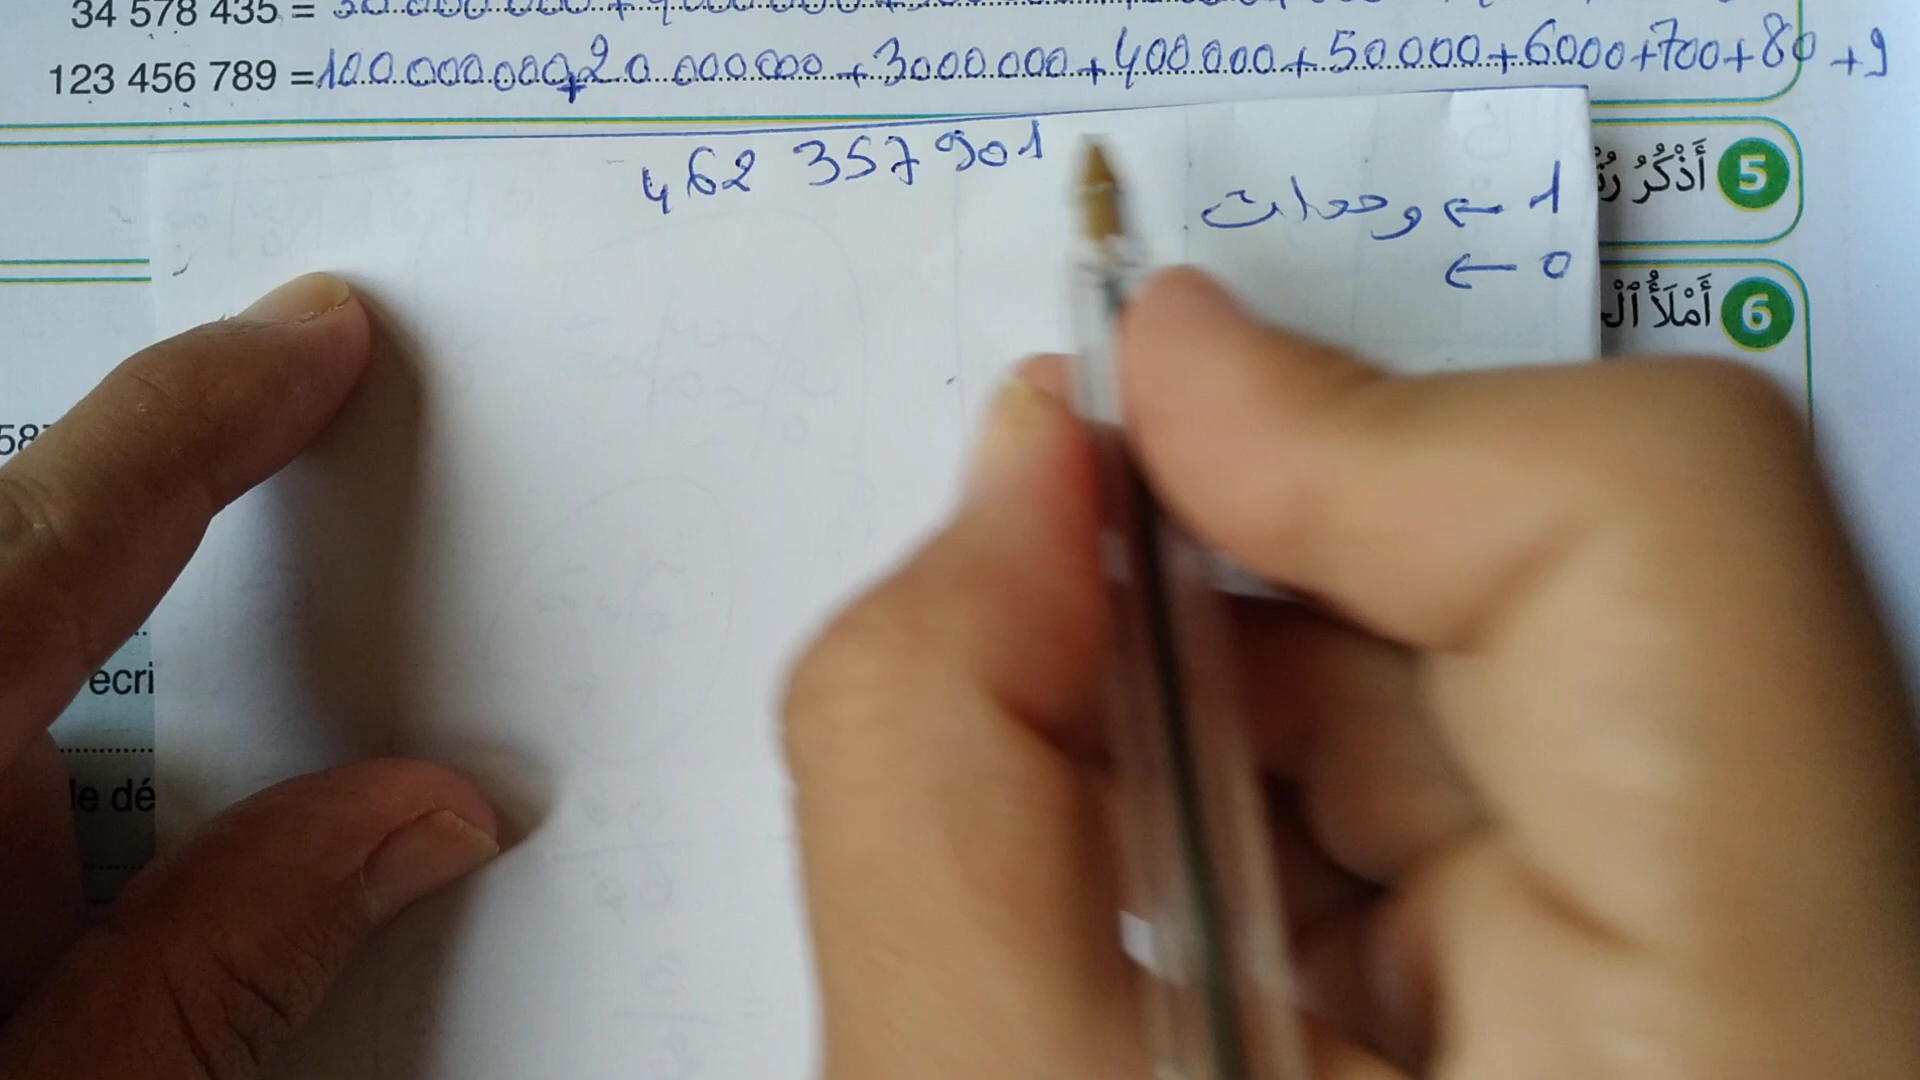 34 578 435 =
123 456 789 = 100 000 000 + 20 000 000 + 3000 000 + 400 000 + 50 000 + 6000 + 700 + 80 + 9
462 357 901
1 ← وحدات
0 ←
5 أَذْكُرُ
6 أَمْلَأُ
ecri
le dé